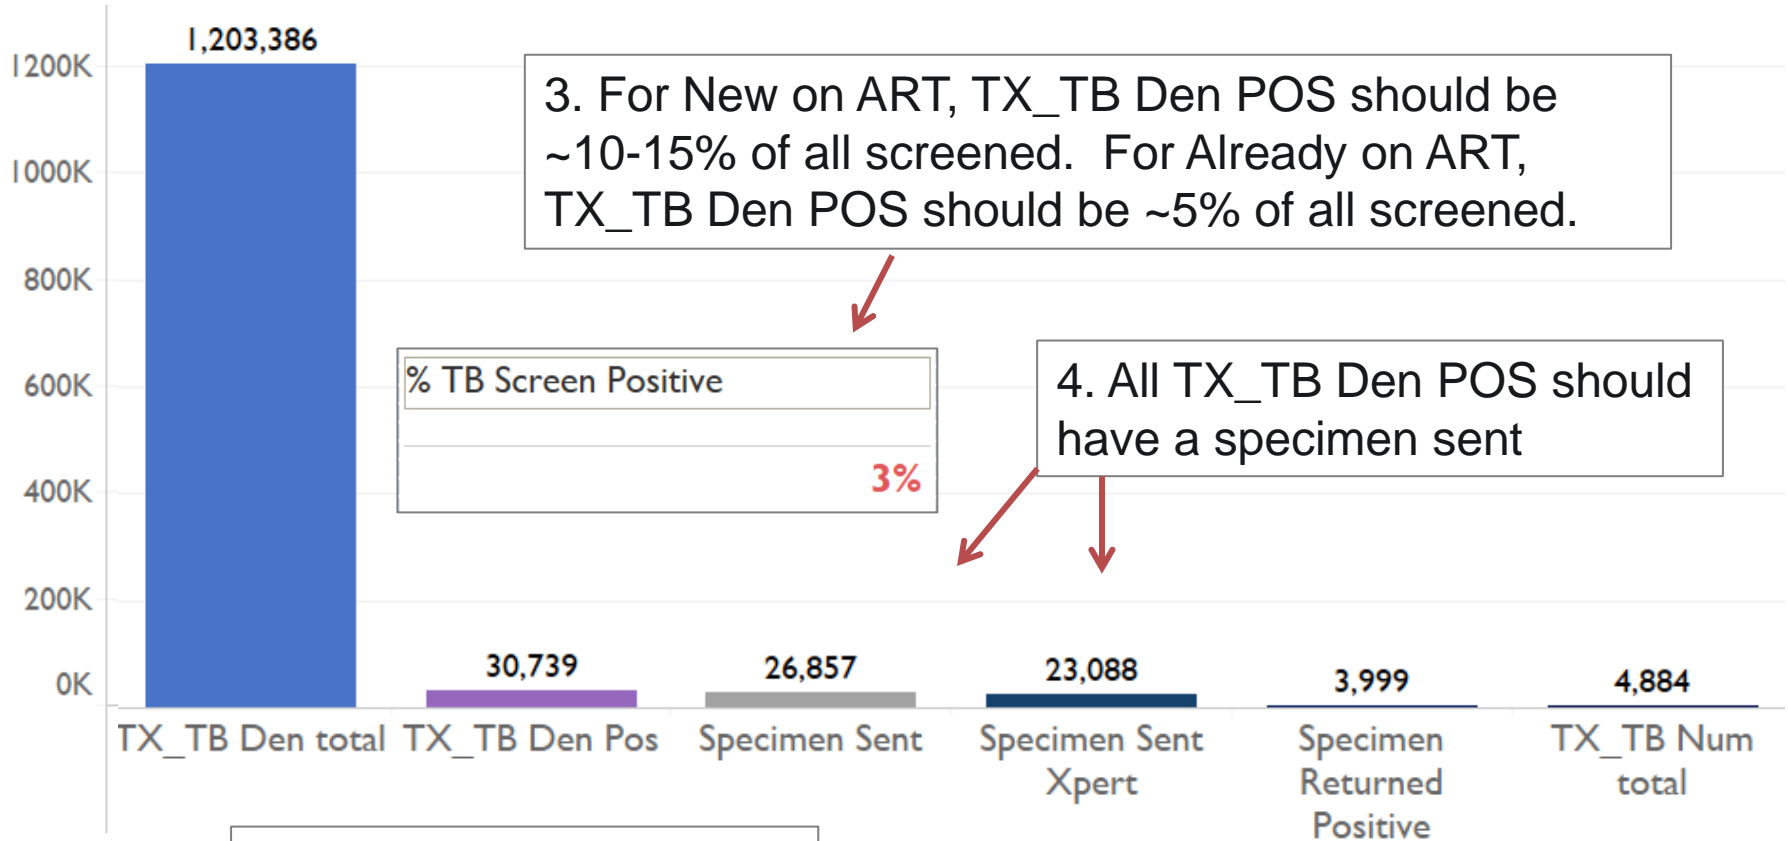 1,203,386
1200K
1000K
800K
600K
400K
200K
0K
3. For New on ART, TX_TB Den POS should be
~10-15% of all screened. For Already on ART,
TX_TB Den POS should be ~5% of all screened.
% TB Screen Positive
3%
4. All TX_TB Den POS should
have a specimen sent
30,739
26,857
23,088
3,999
4,884
TX_TB Den total
TX_TB Den Pos
Specimen Sent
Specimen Sent
Xpert
Specimen
Returned
Positive
TX_TB Num
total